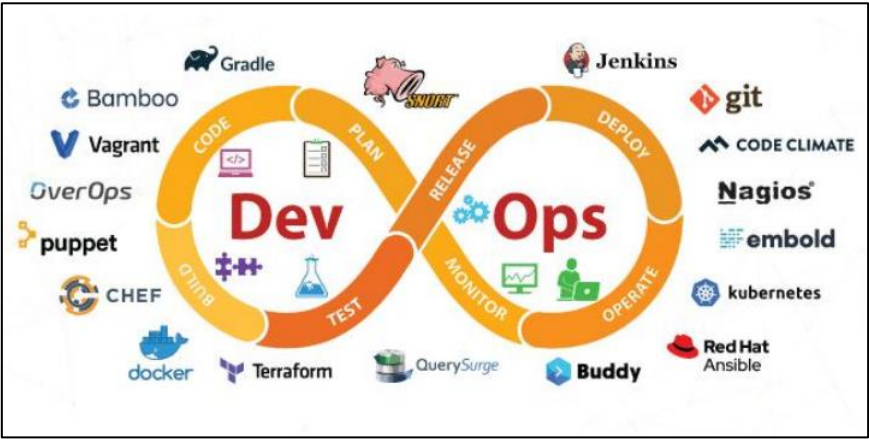 Gradle
SNORT
Jenkins
Bamboo
git
CODE
PLAN
RELEASE
DEPLOY
Vagrant
CODE CLIMATE
</>
OverOps
Nagios
Dev
Ops
puppet
embold
BUILD
TEST
MONITOR
OPERATE
CHEF
kubernetes
docker
Terraform
QuerySurge
Buddy
Red Hat
Ansible